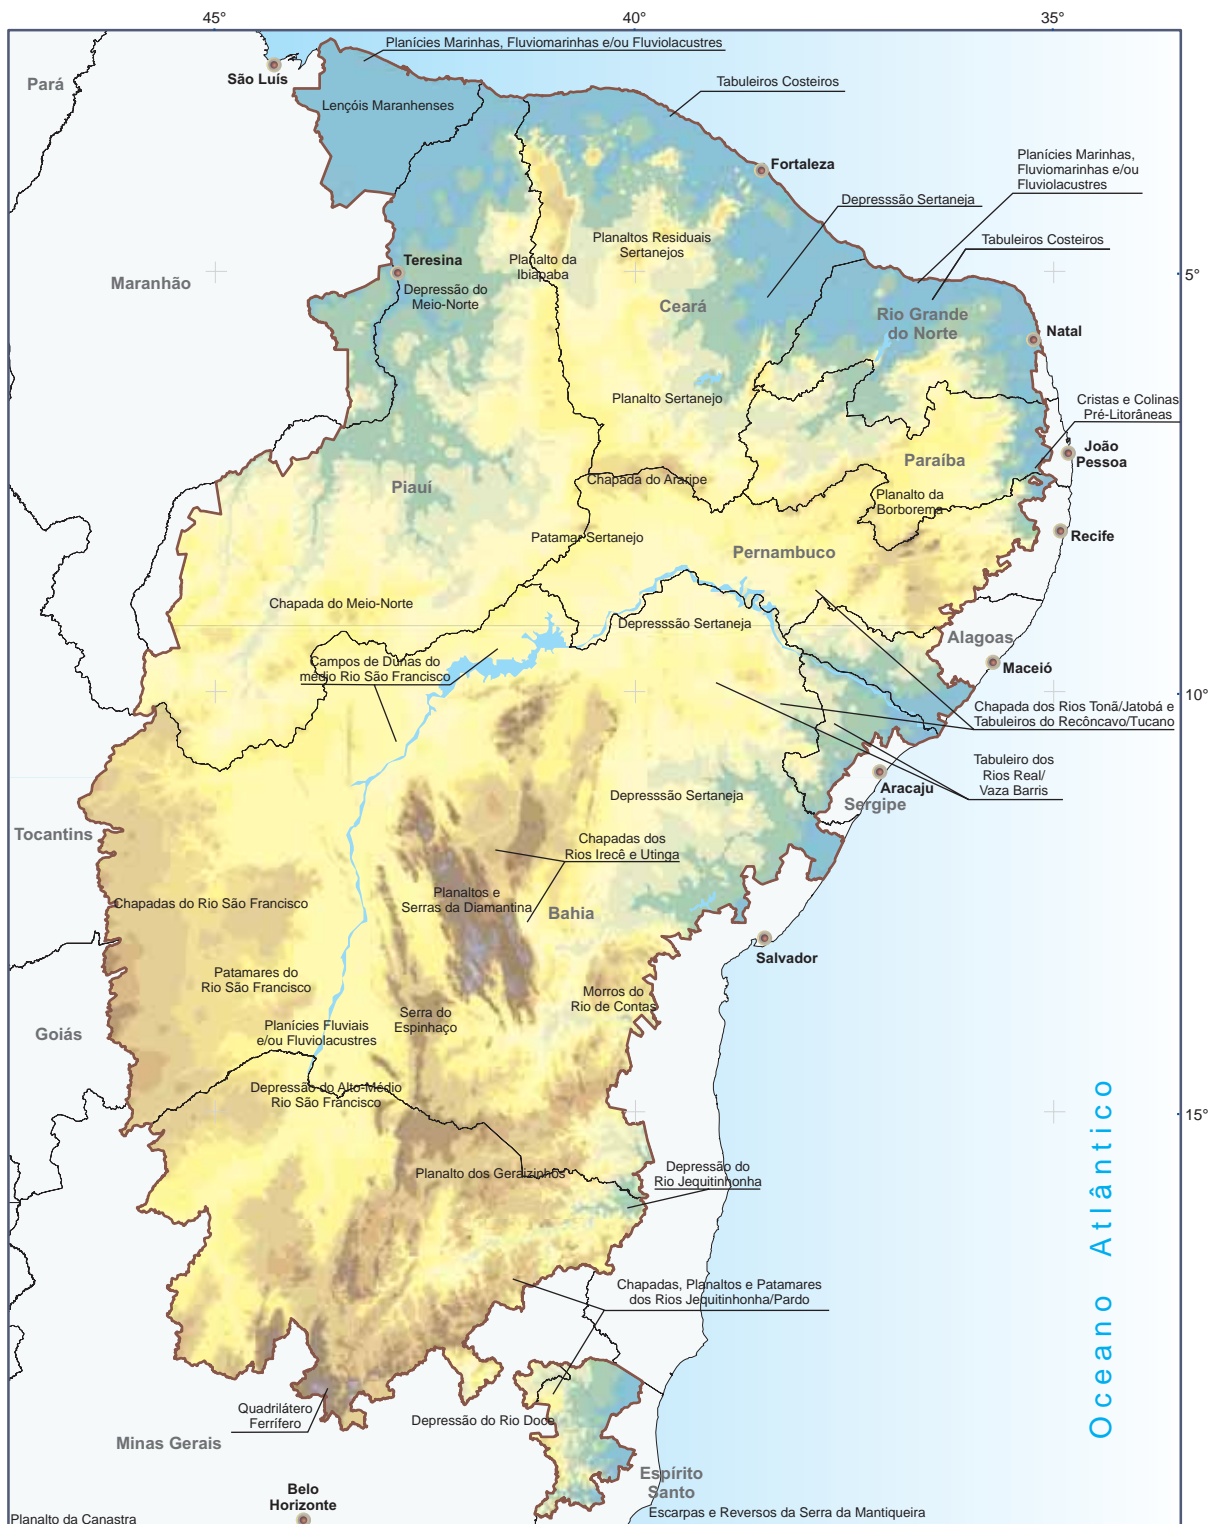 45°
40°
35°
Planícies Marinhas, Fluviomarinhas e/ou Fluviolacustres
São Luís
Pará
Tabuleiros Costeiros
Lençóis Maranhenses
Fortaleza
Planícies Marinhas,
Fluviomarinhas e/ou
Fluviolacustres
Depresssão Sertaneja
Planaltos Residuais
Sertanejos
Tabuleiros Costeiros
Teresina
Planalto da
Ibiapaba
5°
Maranhão
Depressão do
Meio-Norte
Ceará
Rio Grande
do Norte
Natal
Planalto Sertanejo
Cristas e Colinas
Pré-Litorâneas
João
Pessoa
Paraíba
Chapada do Araripe
Piauí
Planalto da
Borborema
Patamar Sertanejo
Recife
Pernambuco
Chapada do Meio-Norte
Depresssão Sertaneja
Alagoas
Maceió
Campos de Dunas do
médio Rio São Francisco
10°
Chapada dos Rios Tonã/Jatobá e
Tabuleiros do Recôncavo/Tucano
Tabuleiro dos
Rios Real/
Vaza Barris
Aracaju
Sergipe
Depresssão Sertaneja
Tocantins
Chapadas dos
Rios Irecê e Utinga
Planaltos e
Serras da Diamantina
Chapadas do Rio São Francisco
Bahia
Salvador
Patamares do
Rio São Francisco
Morros do
Rio de Contas
Serra do
Espinhaço
Goiás
Planícies Fluviais
e/ou Fluviolacustres
Depressão do Alto-Médio
Rio São Francisco
15°
Planalto dos Geraizinhos
Depressão do
Rio Jequitinhonha
Oceano Atlântico
Chapadas, Planaltos e Patamares
dos Rios Jequitinhonha/Pardo
Quadrilátero
Ferrífero
Depressão do Rio Doce
Minas Gerais
Espírito
Santo
Belo
Horizonte
Planalto da Canastra
Escarpas e Reversos da Serra da Mantiqueira